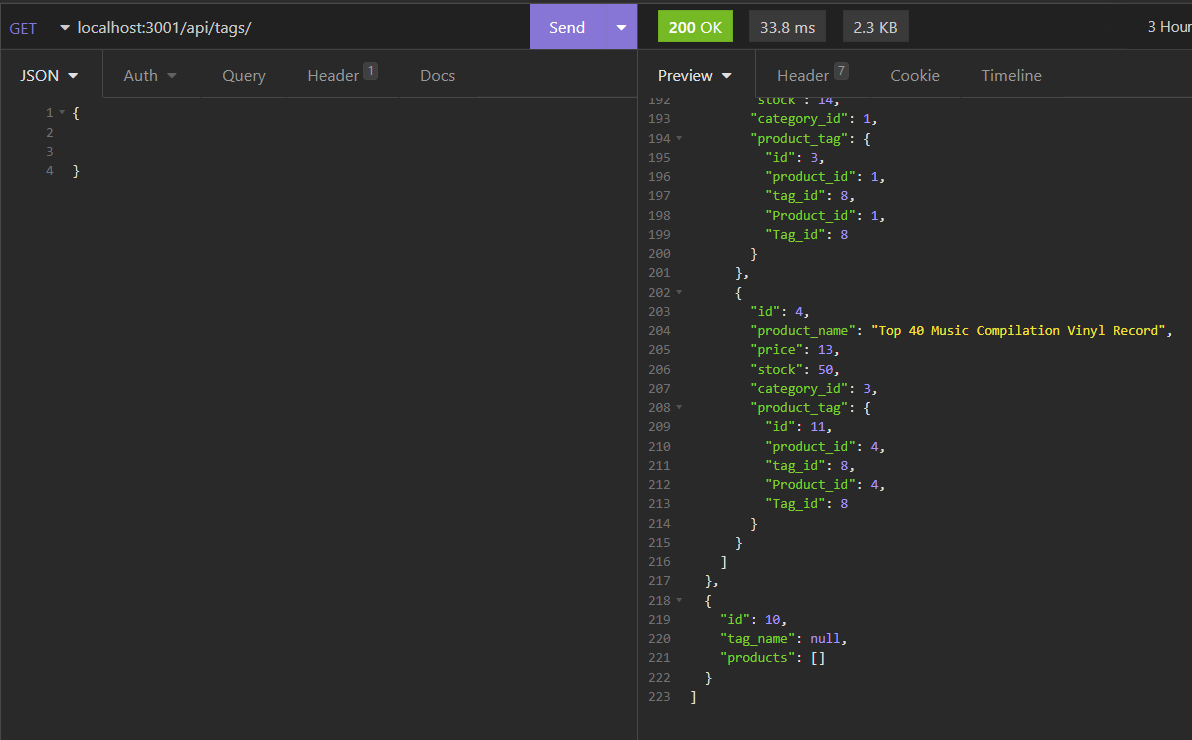 GET localhost:3001/api/tags/ Send 200 OK 33.8 ms 2.3 KB 3 Hour
JSON Auth Query Header 1 Docs
1 {
2
3
4 }
Preview Header 7 Cookie Timeline
192 "stock": 14,
193 "category_id": 1,
194 "product_tag": {
195 "id": 3,
196 "product_id": 1,
197 "tag_id": 8,
198 "Product_id": 1,
199 "Tag_id": 8
200 }
201 },
202 {
203 "id": 4,
204 "product_name": "Top 40 Music Compilation Vinyl Record",
205 "price": 13,
206 "stock": 50,
207 "category_id": 3,
208 "product_tag": {
209 "id": 11,
210 "product_id": 4,
211 "tag_id": 8,
212 "Product_id": 4,
213 "Tag_id": 8
214 }
215 }
216 ]
217 },
218 {
219 "id": 10,
220 "tag_name": null,
221 "products": []
222 }
223 ]